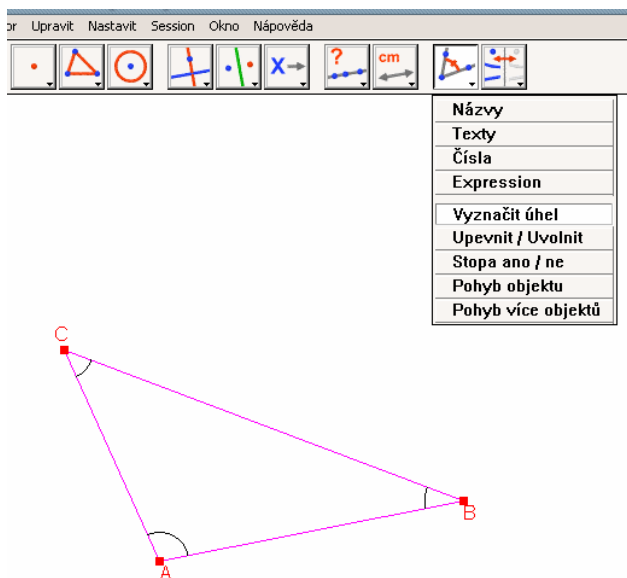 or Upravit Nastavit Session Okno Nápověda
? cm
X
Názvy
Texty
Čísla
Expression
Vyznačit úhel
Upevnit / Uvolnit
Stopa ano / ne
Pohyb objektu
Pohyb více objektů
C
B
A